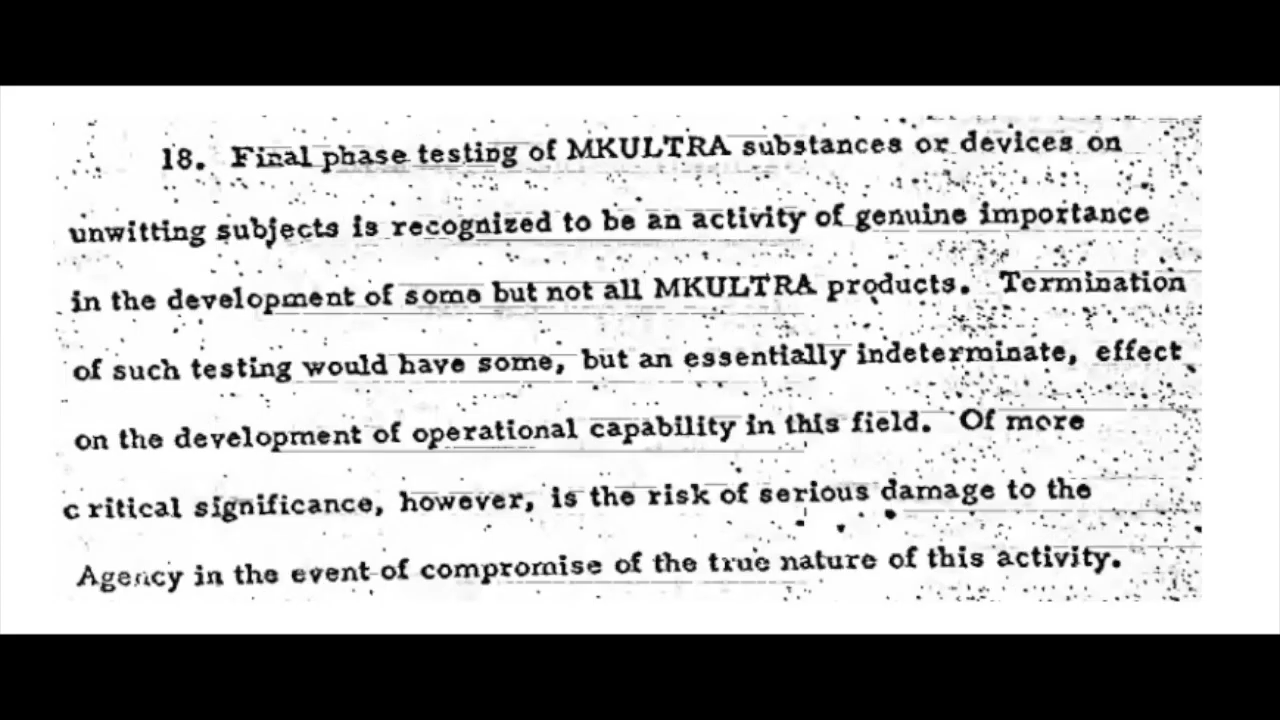 18. Final phase testing of MKULTRA substances or devices on
unwitting subjects is recognized to be an activity of genuine importance
in the development of some but not all MKULTRA products. Termination
of such testing would have some, but an essentially indeterminate, effect
on the development of operational capability in this field. Of more
c ritical significance, however, is the risk of serious damage to the
Agency in the event of compromise of the true nature of this activity.